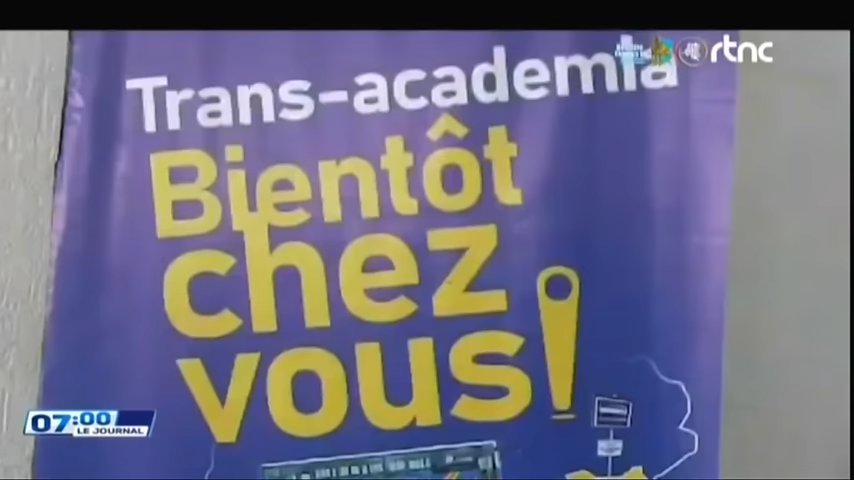 rtnc
Trans-academia
Bientôt
chez
vous!
07:00
LE JOURNAL